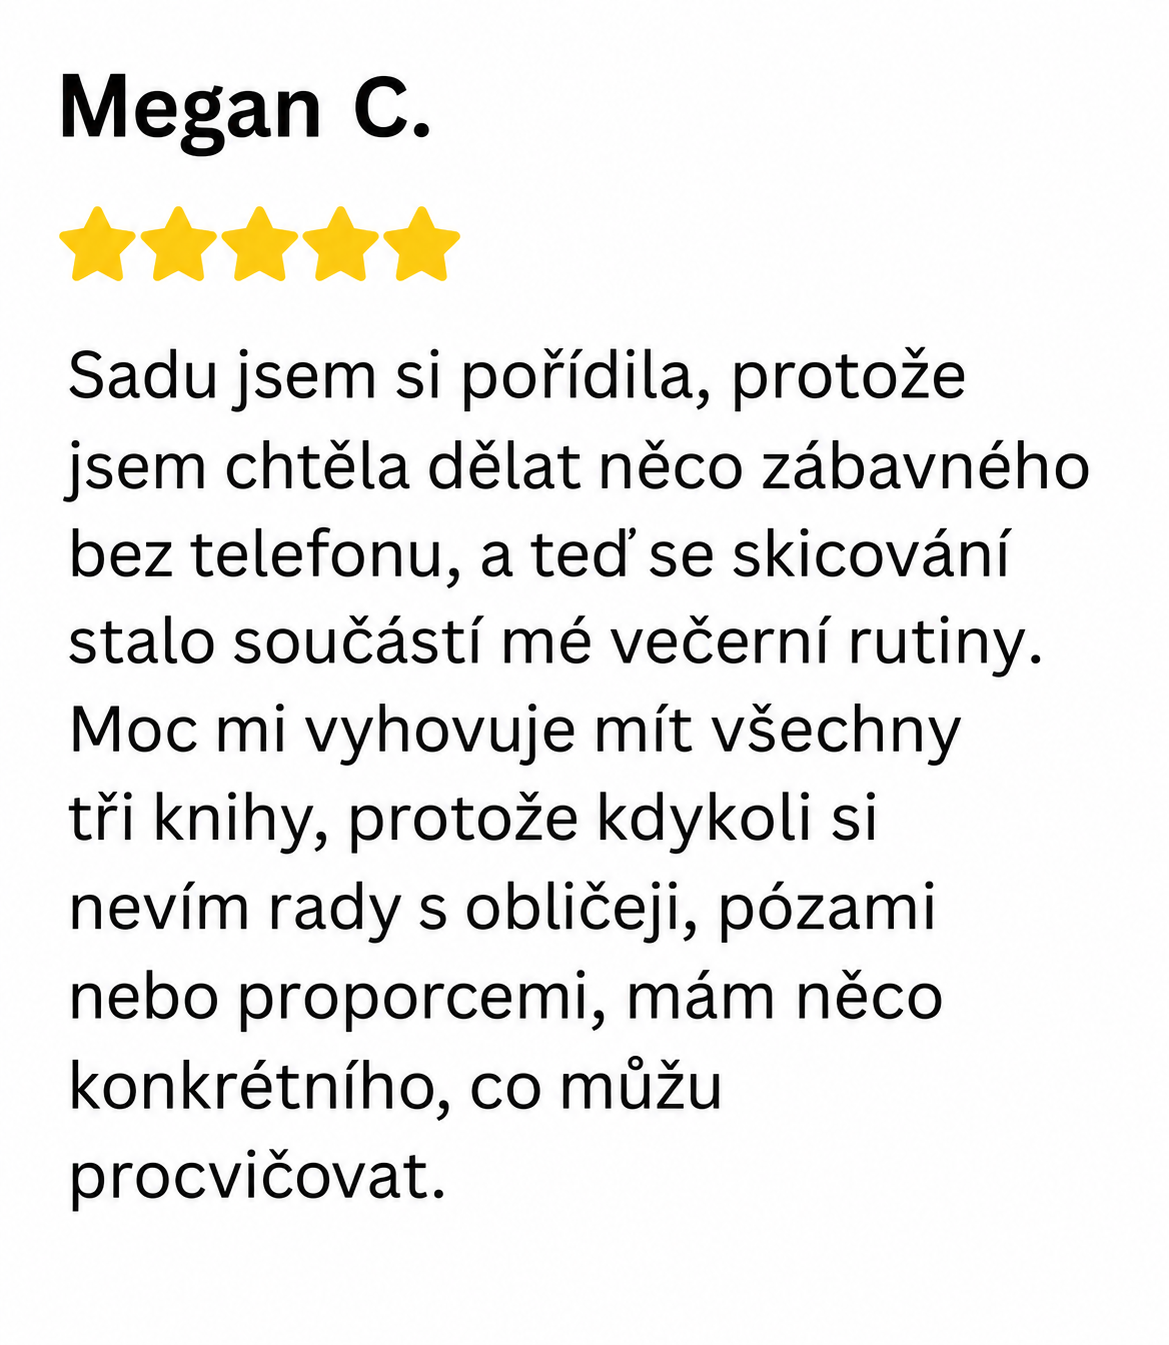 Megan C.
Sadu jsem si pořídila, protože
jsem chtěla dělat něco zábavného
bez telefonu, a teď se skicování
stalo součástí mé večerní rutiny.
Moc mi vyhovuje mít všechny
tři knihy, protože kdykoli si
nevím rady s obličeji, pózami
nebo proporcemi, mám něco
konkrétního, co můžu
procvičovat.